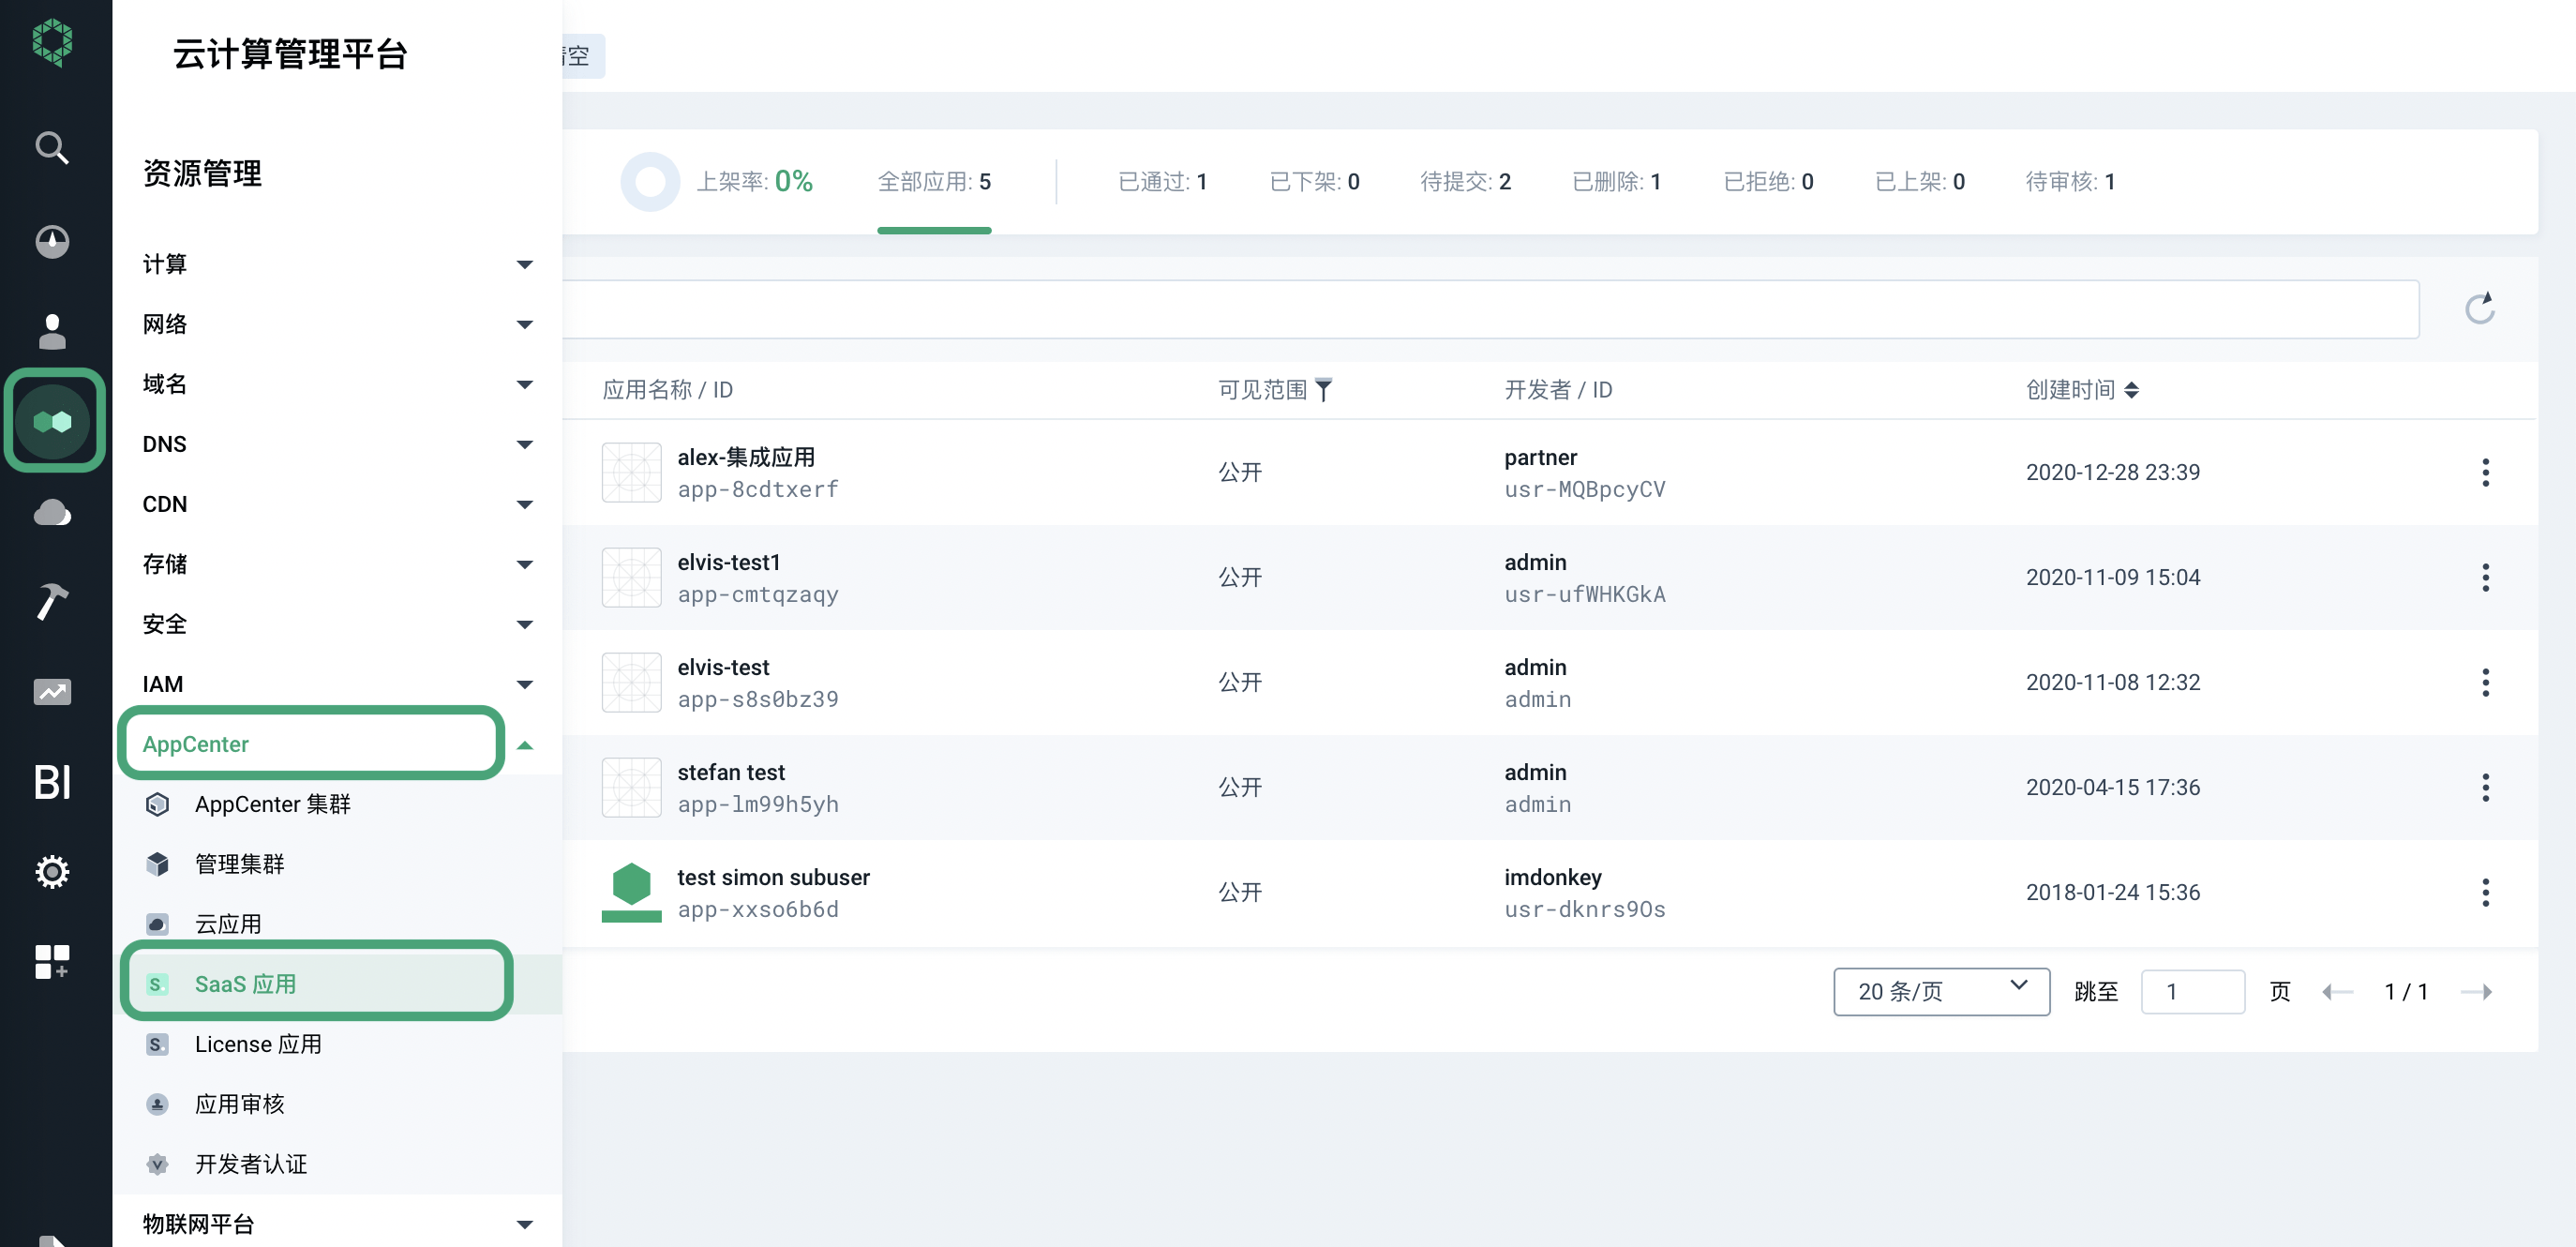 云计算管理平台
资源管理
计算
网络
域名
DNS
CDN
存储
安全
IAM
AppCenter
AppCenter 集群
管理集群
云应用
S. SaaS 应用
S. License 应用
应用审核
V 开发者认证
物联网平台
BI
空
上架率: 0% 全部应用: 5 已通过: 1 已下架: 0 待提交: 2 已删除: 1 已拒绝: 0 已上架: 0 待审核: 1
应用名称 / ID 可见范围 开发者 / ID 创建时间
alex-集成应用 partner
app-8cdtxerf 公开 usr-MQBpcyCV 2020-12-28 23:39
elvis-test1 admin
app-cmtqzaqy 公开 usr-ufWHKGkA 2020-11-09 15:04
elvis-test admin
app-s8s0bz39 公开 admin 2020-11-08 12:32
stefan test admin
app-lm99h5yh 公开 admin 2020-04-15 17:36
test simon subuser imdonkey
app-xxso6b6d 公开 usr-dknrs9Os 2018-01-24 15:36
20 条/页 跳至 1 页 1 / 1